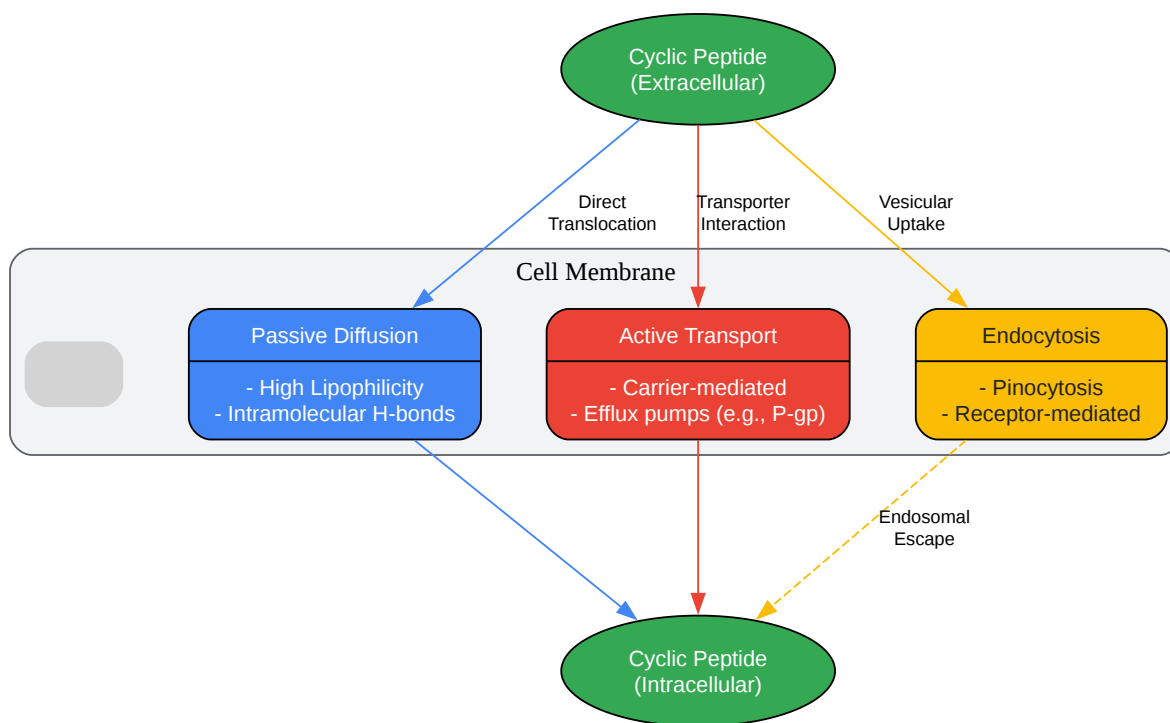 Cyclic Peptide
(Extracellular)
Direct
Translocation
Transporter
Interaction
Vesicular
Uptake
Cell Membrane
Passive Diffusion
- High Lipophilicity
- Intramolecular H-bonds
Active Transport
- Carrier-mediated
- Efflux pumps (e.g., P-gp)
Endocytosis
- Pinocytosis
- Receptor-mediated
Endosomal
Escape
Cyclic Peptide
(Intracellular)